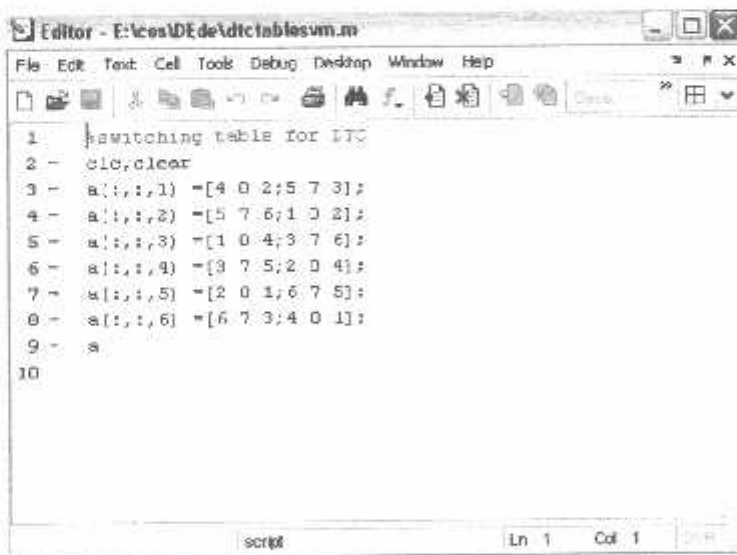 Editor - E:\cos\DEde\dtctablesvm.m
File Edit Text Cell Tools Debug Desktop Window Help
1 %switching table for DTC
2 - clc,clear
3 - a(:,:,1) =[4 0 2;5 7 3];
4 - a(:,:,2) =[5 7 6;1 0 2];
5 - a(:,:,3) =[1 0 4;3 7 6];
6 - a(:,:,4) =[3 7 5;2 0 4];
7 - a(:,:,5) =[2 0 1;6 7 5];
8 - a(:,:,6) =[6 7 3;4 0 1];
9 - a
10
script Ln 1 Col 1